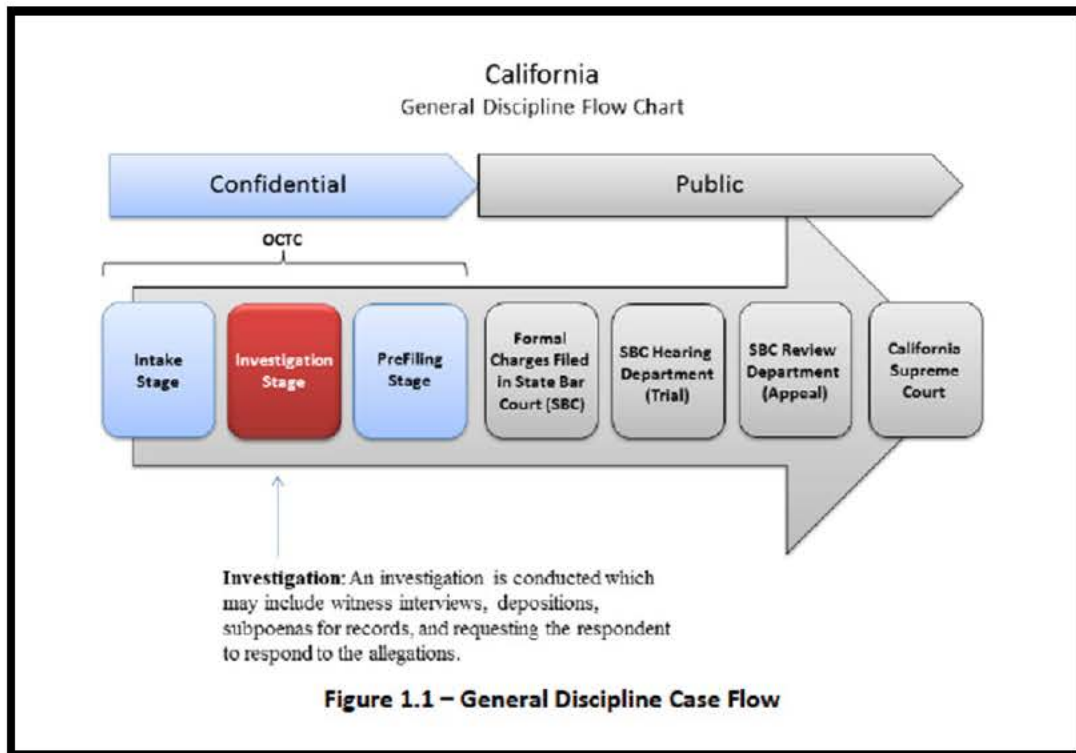 California
General Discipline Flow Chart
Confidential
Public
OCTC
Intake
Stage
Investigation
Stage
PreFiling
Stage
Formal
Charges Filed
in State Bar
Court (SBC)
SBC Hearing
Department
(Trial)
SBC Review
Department
(Appeal)
California
Supreme
Court
Investigation: An investigation is conducted which
may include witness interviews, depositions,
subpoenas for records, and requesting the respondent
to respond to the allegations.
Figure 1.1 – General Discipline Case Flow